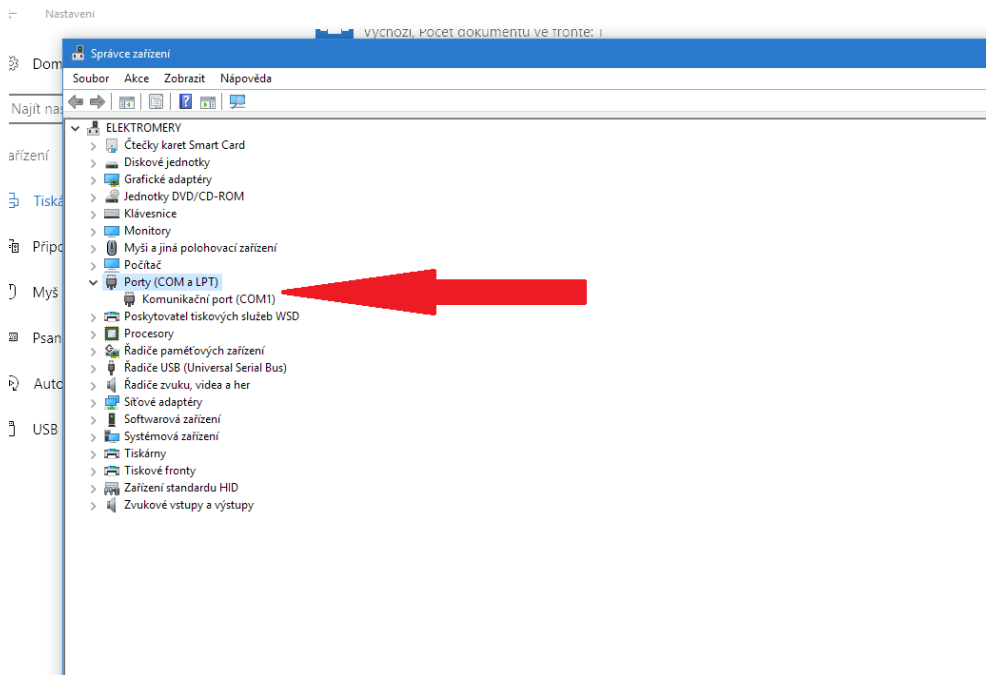 Nastavení
Výchozí, Počet dokumentů ve frontě: 1
Správce zařízení
Soubor Akce Zobrazit Nápověda
Dom
Najít nas
ELEKTROMERY
Čtečky karet Smart Card
Diskové jednotky
ařízení
Grafické adaptéry
Jednotky DVD/CD-ROM
Tiská
Klávesnice
Monitory
Připo
Myši a jiná polohovací zařízení
Počítač
Porty (COM a LPT)
Myš
Komunikační port (COM1)
Poskytovatel tiskových služeb WSD
Procesory
Psan
Řadiče paměťových zařízení
Řadiče USB (Universal Serial Bus)
Auto
Řadiče zvuku, videa a her
Síťové adaptéry
Softwarová zařízení
USB
Systémová zařízení
Tiskárny
Tiskové fronty
Zařízení standardu HID
Zvukové vstupy a výstupy